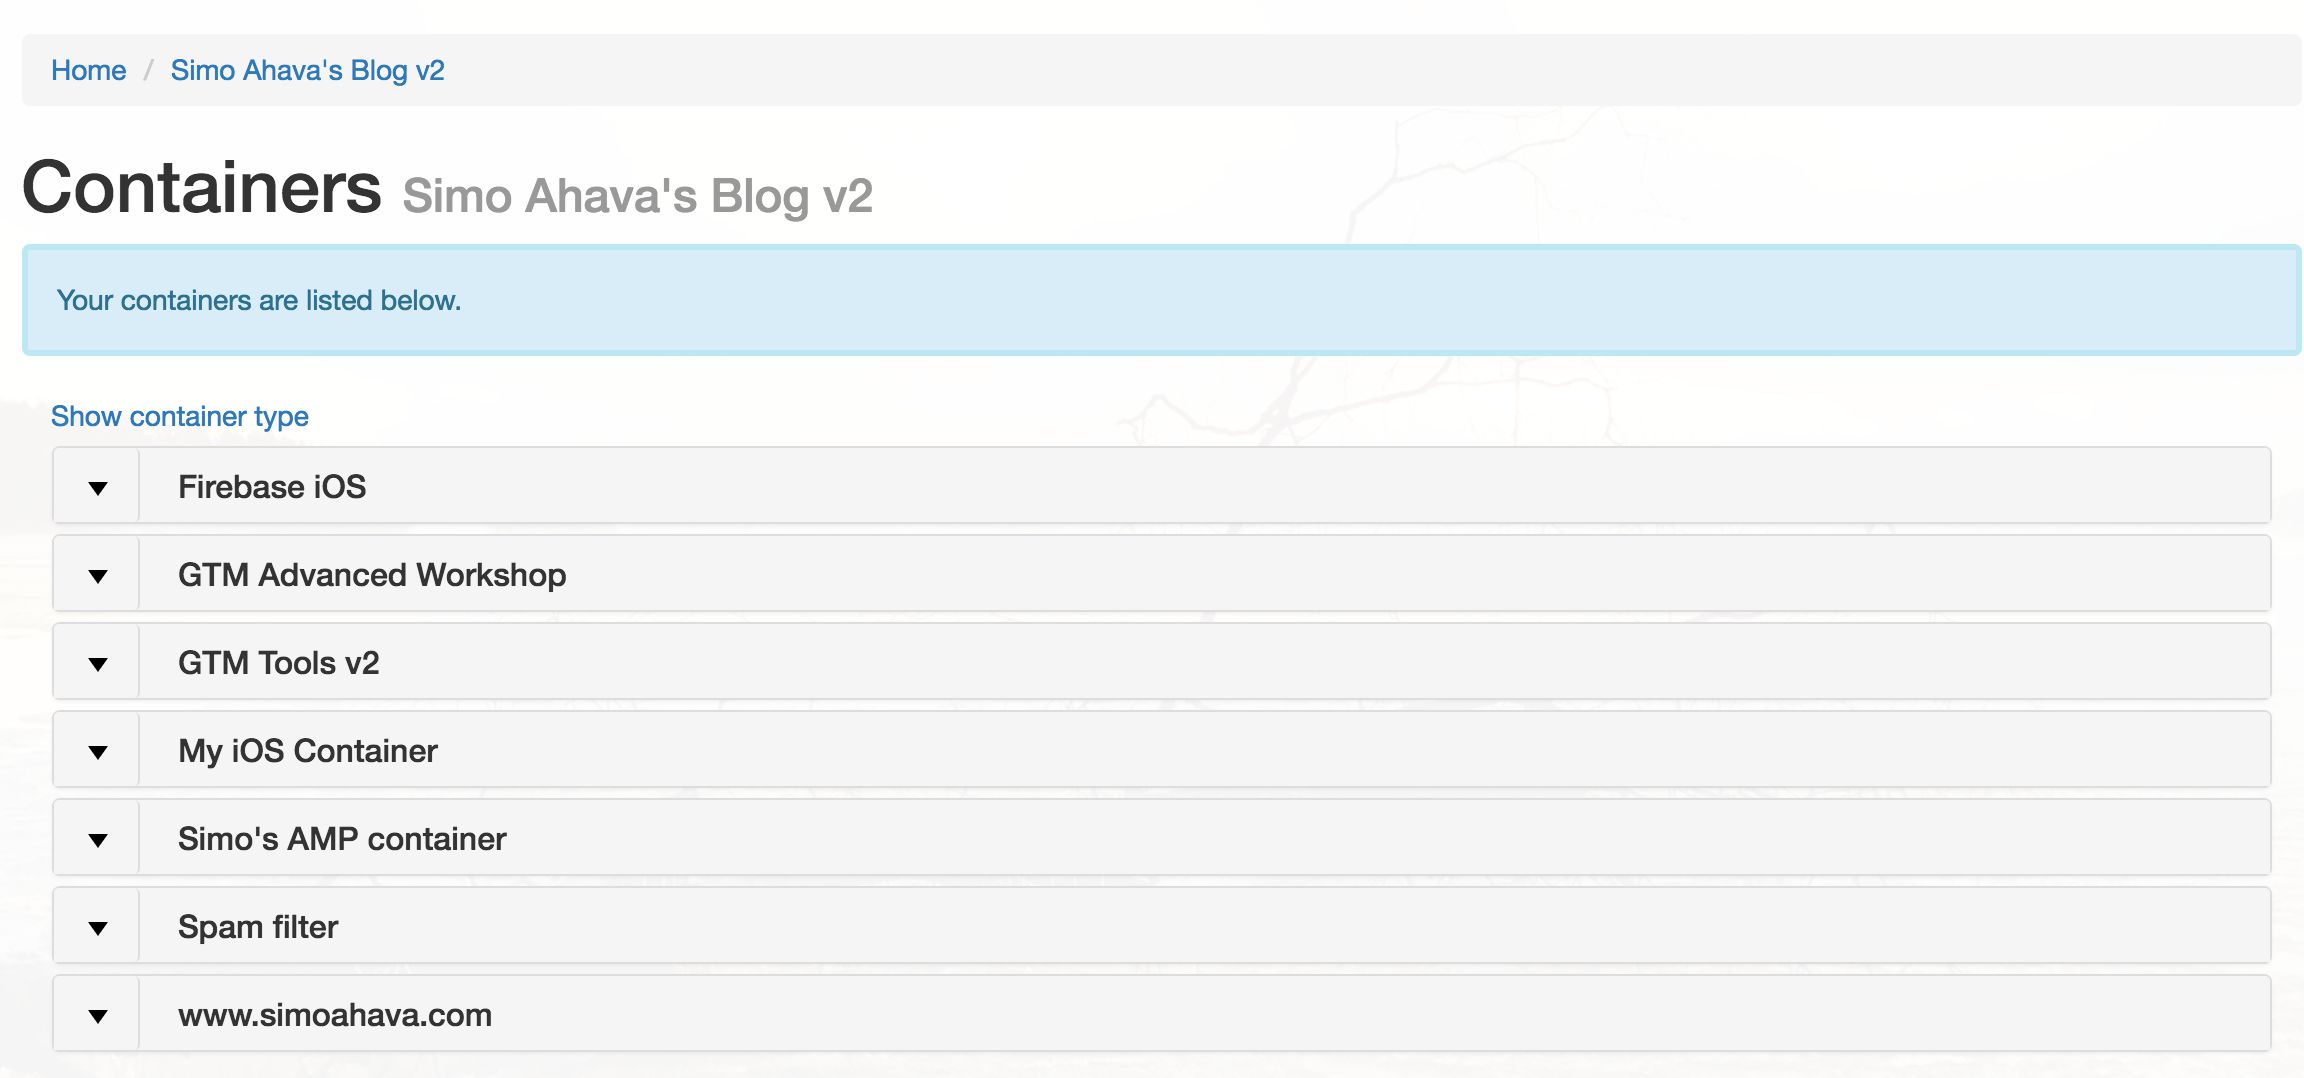 Home / Simo Ahava's Blog v2
Containers Simo Ahava's Blog v2
Your containers are listed below.
Show container type
Firebase iOS
GTM Advanced Workshop
GTM Tools v2
My iOS Container
Simo's AMP container
Spam filter
www.simoahava.com